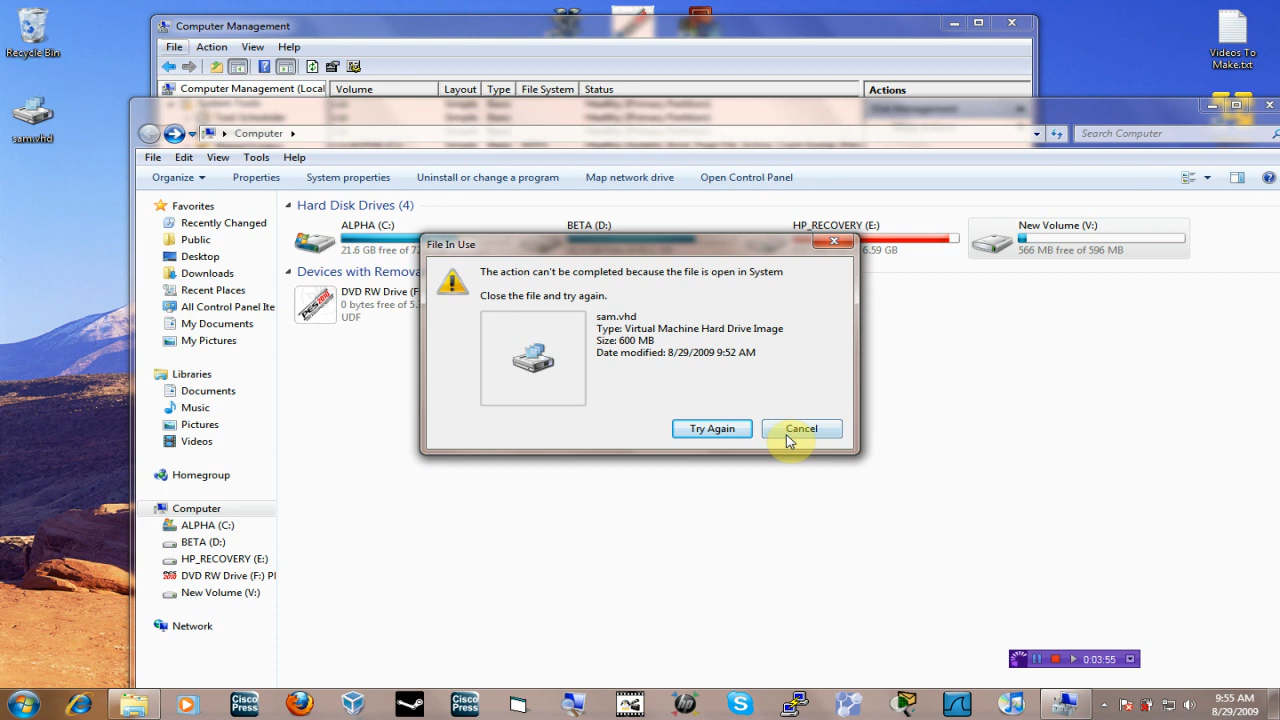 Recycle Bin
Videos To
Make.txt
Computer Management
File Action View Help
Computer Management (Local
Volume Layout Type File System Status
Actions
Computer
Search Computer
File Edit View Tools Help
Organize Properties System properties Uninstall or change a program Map network drive Open Control Panel
Favorites
Recently Changed
Public
Desktop
Downloads
Recent Places
All Control Panel Ite
My Documents
My Pictures
Libraries
Documents
Music
Pictures
Videos
Homegroup
Computer
ALPHA (C:)
BETA (D:)
HP_RECOVERY (E:)
DVD RW Drive (F:) P
New Volume (V:)
Network
Hard Disk Drives (4)
ALPHA (C:)
21.6 GB free of 7
BETA (D:)
HP_RECOVERY (E:)
6.59 GB
New Volume (V:)
566 MB free of 596 MB
Devices with Remova
DVD RW Drive (F
0 bytes free of 5.
UDF
File In Use
The action can't be completed because the file is open in System
Close the file and try again.
sam.vhd
Type: Virtual Machine Hard Drive Image
Size: 600 MB
Date modified: 8/29/2009 9:52 AM
Try Again Cancel
0:03:55
Cisco
Press
Cisco
Press
9:55 AM
8/29/2009